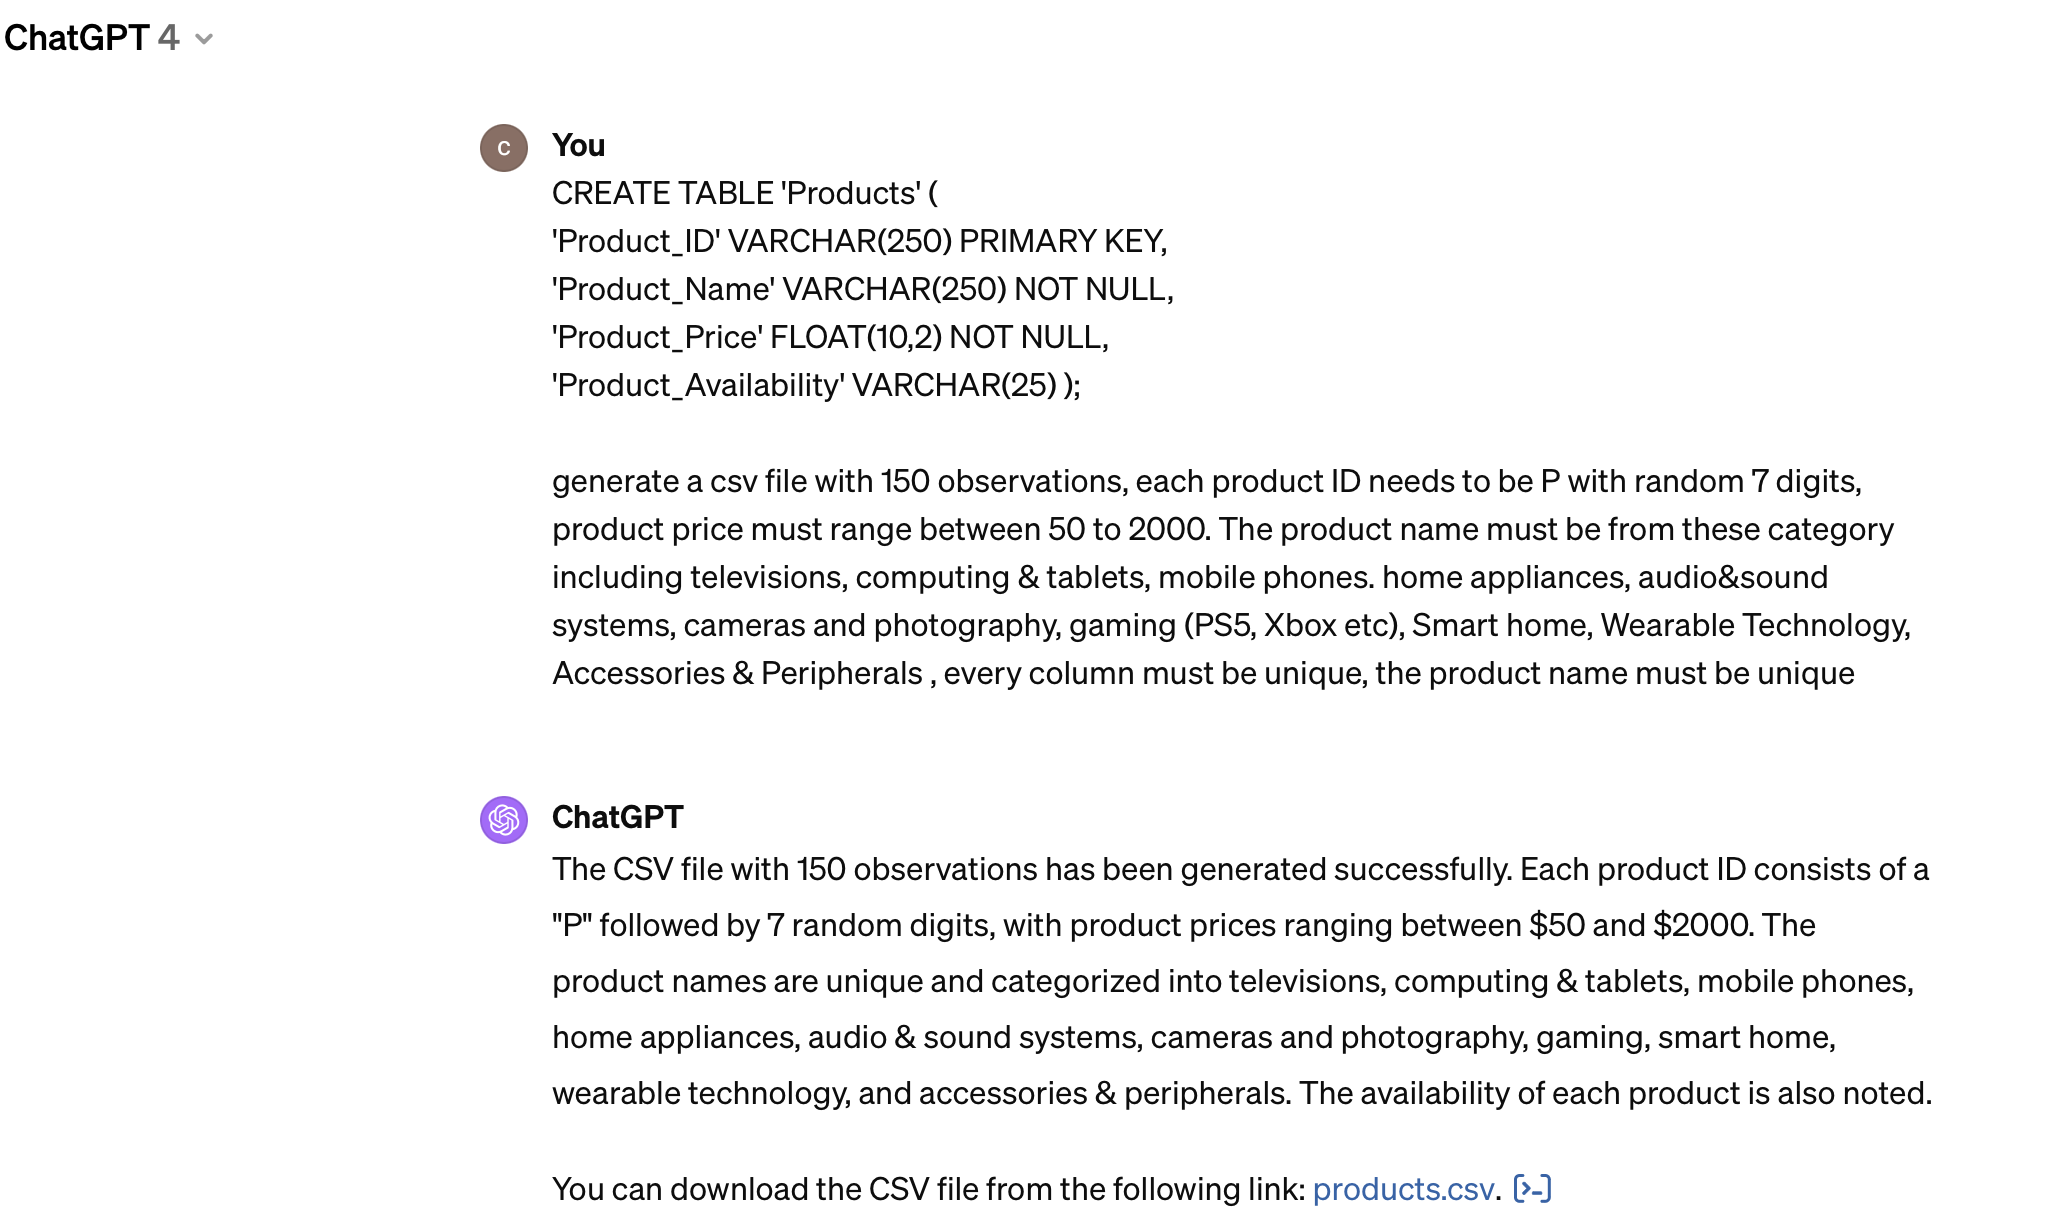 ChatGPT 4
C
You
CREATE TABLE 'Products' (
'Product_ID' VARCHAR(250) PRIMARY KEY,
'Product_Name' VARCHAR(250) NOT NULL,
'Product_Price' FLOAT(10,2) NOT NULL,
'Product_Availability' VARCHAR(25) );
generate a csv file with 150 observations, each product ID needs to be P with random 7 digits,
product price must range between 50 to 2000. The product name must be from these category
including televisions, computing & tablets, mobile phones. home appliances, audio&sound
systems, cameras and photography, gaming (PS5, Xbox etc), Smart home, Wearable Technology,
Accessories & Peripherals , every column must be unique, the product name must be unique
ChatGPT
The CSV file with 150 observations has been generated successfully. Each product ID consists of a
"P" followed by 7 random digits, with product prices ranging between $50 and $2000. The
product names are unique and categorized into televisions, computing & tablets, mobile phones,
home appliances, audio & sound systems, cameras and photography, gaming, smart home,
wearable technology, and accessories & peripherals. The availability of each product is also noted.
You can download the CSV file from the following link: products.csv. [>_]